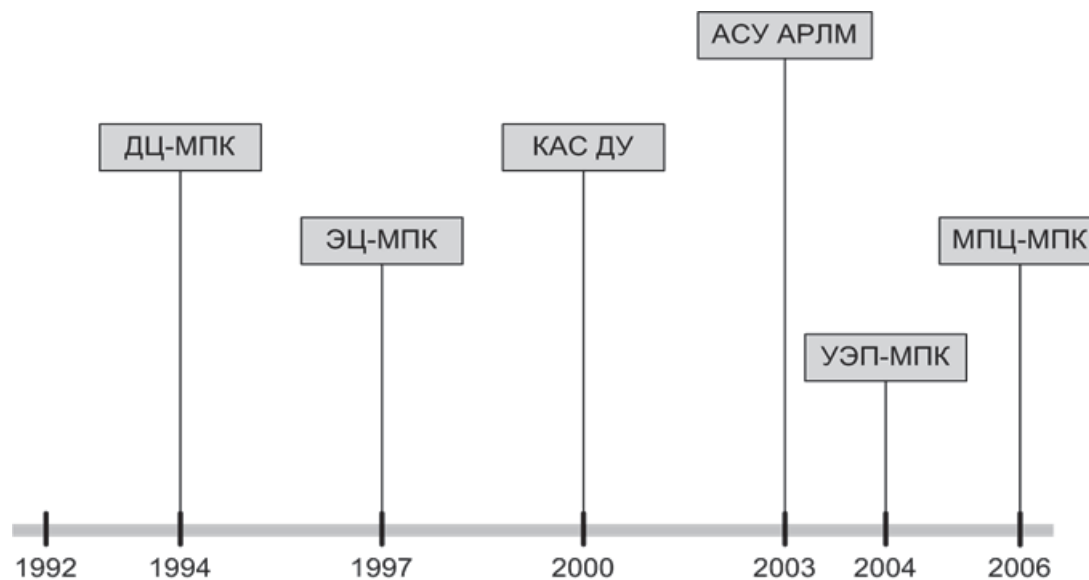 АСУ АРЛМ
ДЦ-МПК
КАС ДУ
ЭЦ-МПК
МПЦ-МПК
УЭП-МПК
1992
1994
1997
2000
2003
2004
2006